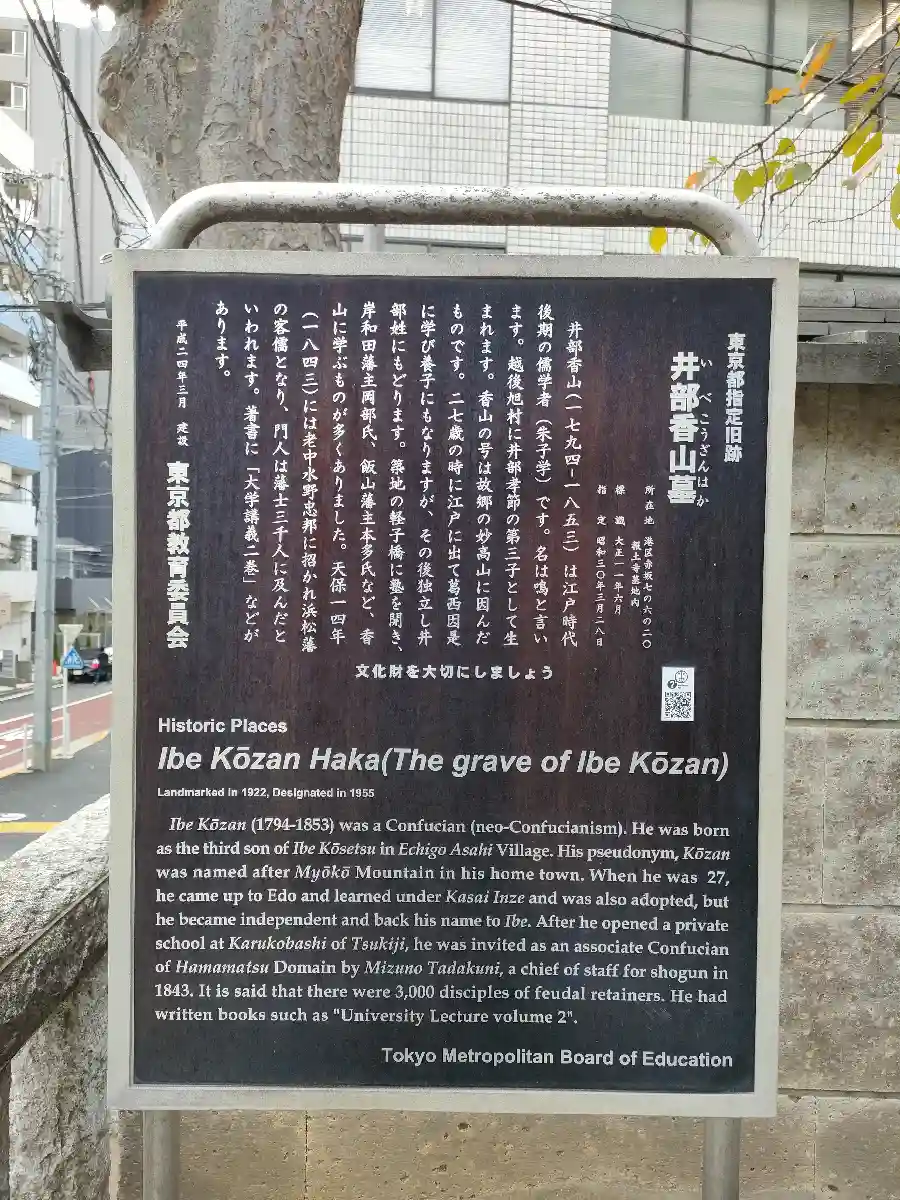 東京都指定旧跡
井部香山墓
いべこうざんはか
所在地 港区赤坂七の六の二〇
報土寺墓地内
標識 大正一一年六月
指定 昭和三〇年三月二八日
井部香山(一七九四-一八五三)は江戸時代
後期の儒学者(朱子学)です。名は鳴と言い
ます。越後旭村に井部孝節の第三子として生
まれます。香山の号は故郷の妙高山に因んだ
ものです。二七歳の時に江戸に出て葛西因是
に学び養子にもなりますが、その後独立し井
部姓にもどります。築地の軽子橋に塾を開き、
岸和田藩主岡部氏、飯山藩主本多氏など、香
山に学ぶものが多くありました。天保一四年
(一八四三)には老中水野忠邦に招かれ浜松藩
の客儒となり、門人は藩士三千人に及んだと
いわれます。著書に「大学講義二巻」などが
あります。
平成二四年三月 建設
東京都教育委員会
文化財を大切にしましょう
Historic Places
Ibe Kōzan Haka(The grave of Ibe Kōzan)
Landmarked in 1922, Designated in 1955
Ibe Kōzan (1794-1853) was a Confucian (neo-Confucianism). He was born
as the third son of Ibe Kōsetsu in Echigo Asahi Village. His pseudonym, Kōzan
was named after Myōkō Mountain in his home town. When he was 27,
he came up to Edo and learned under Kasai Inze and was also adopted, but
he became independent and back his name to Ibe. After he opened a private
school at Karukobashi of Tsukiji, he was invited as an associate Confucian
of Hamamatsu Domain by Mizuno Tadakuni, a chief of staff for shogun in
1843. It is said that there were 3,000 disciples of feudal retainers. He had
written books such as "University Lecture volume 2".
Tokyo Metropolitan Board of Education